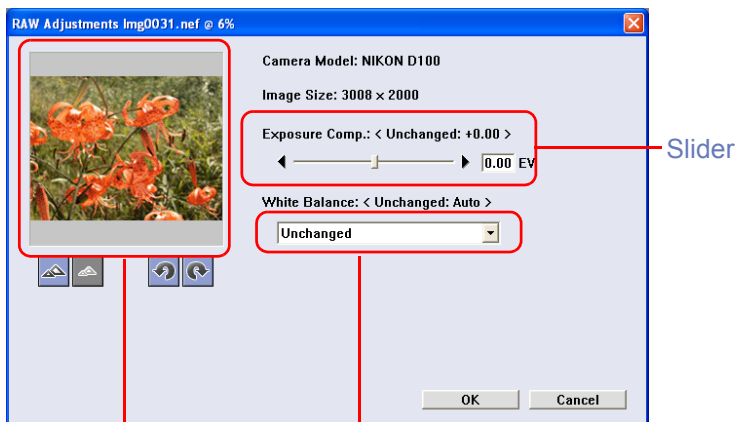 RAW Adjustments Img0031.nef @ 6%
Camera Model: NIKON D100
Image Size: 3008 x 2000
Exposure Comp.: < Unchanged: +0.00 >
0.00 EV
Slider
White Balance: < Unchanged: Auto >
Unchanged
OK Cancel